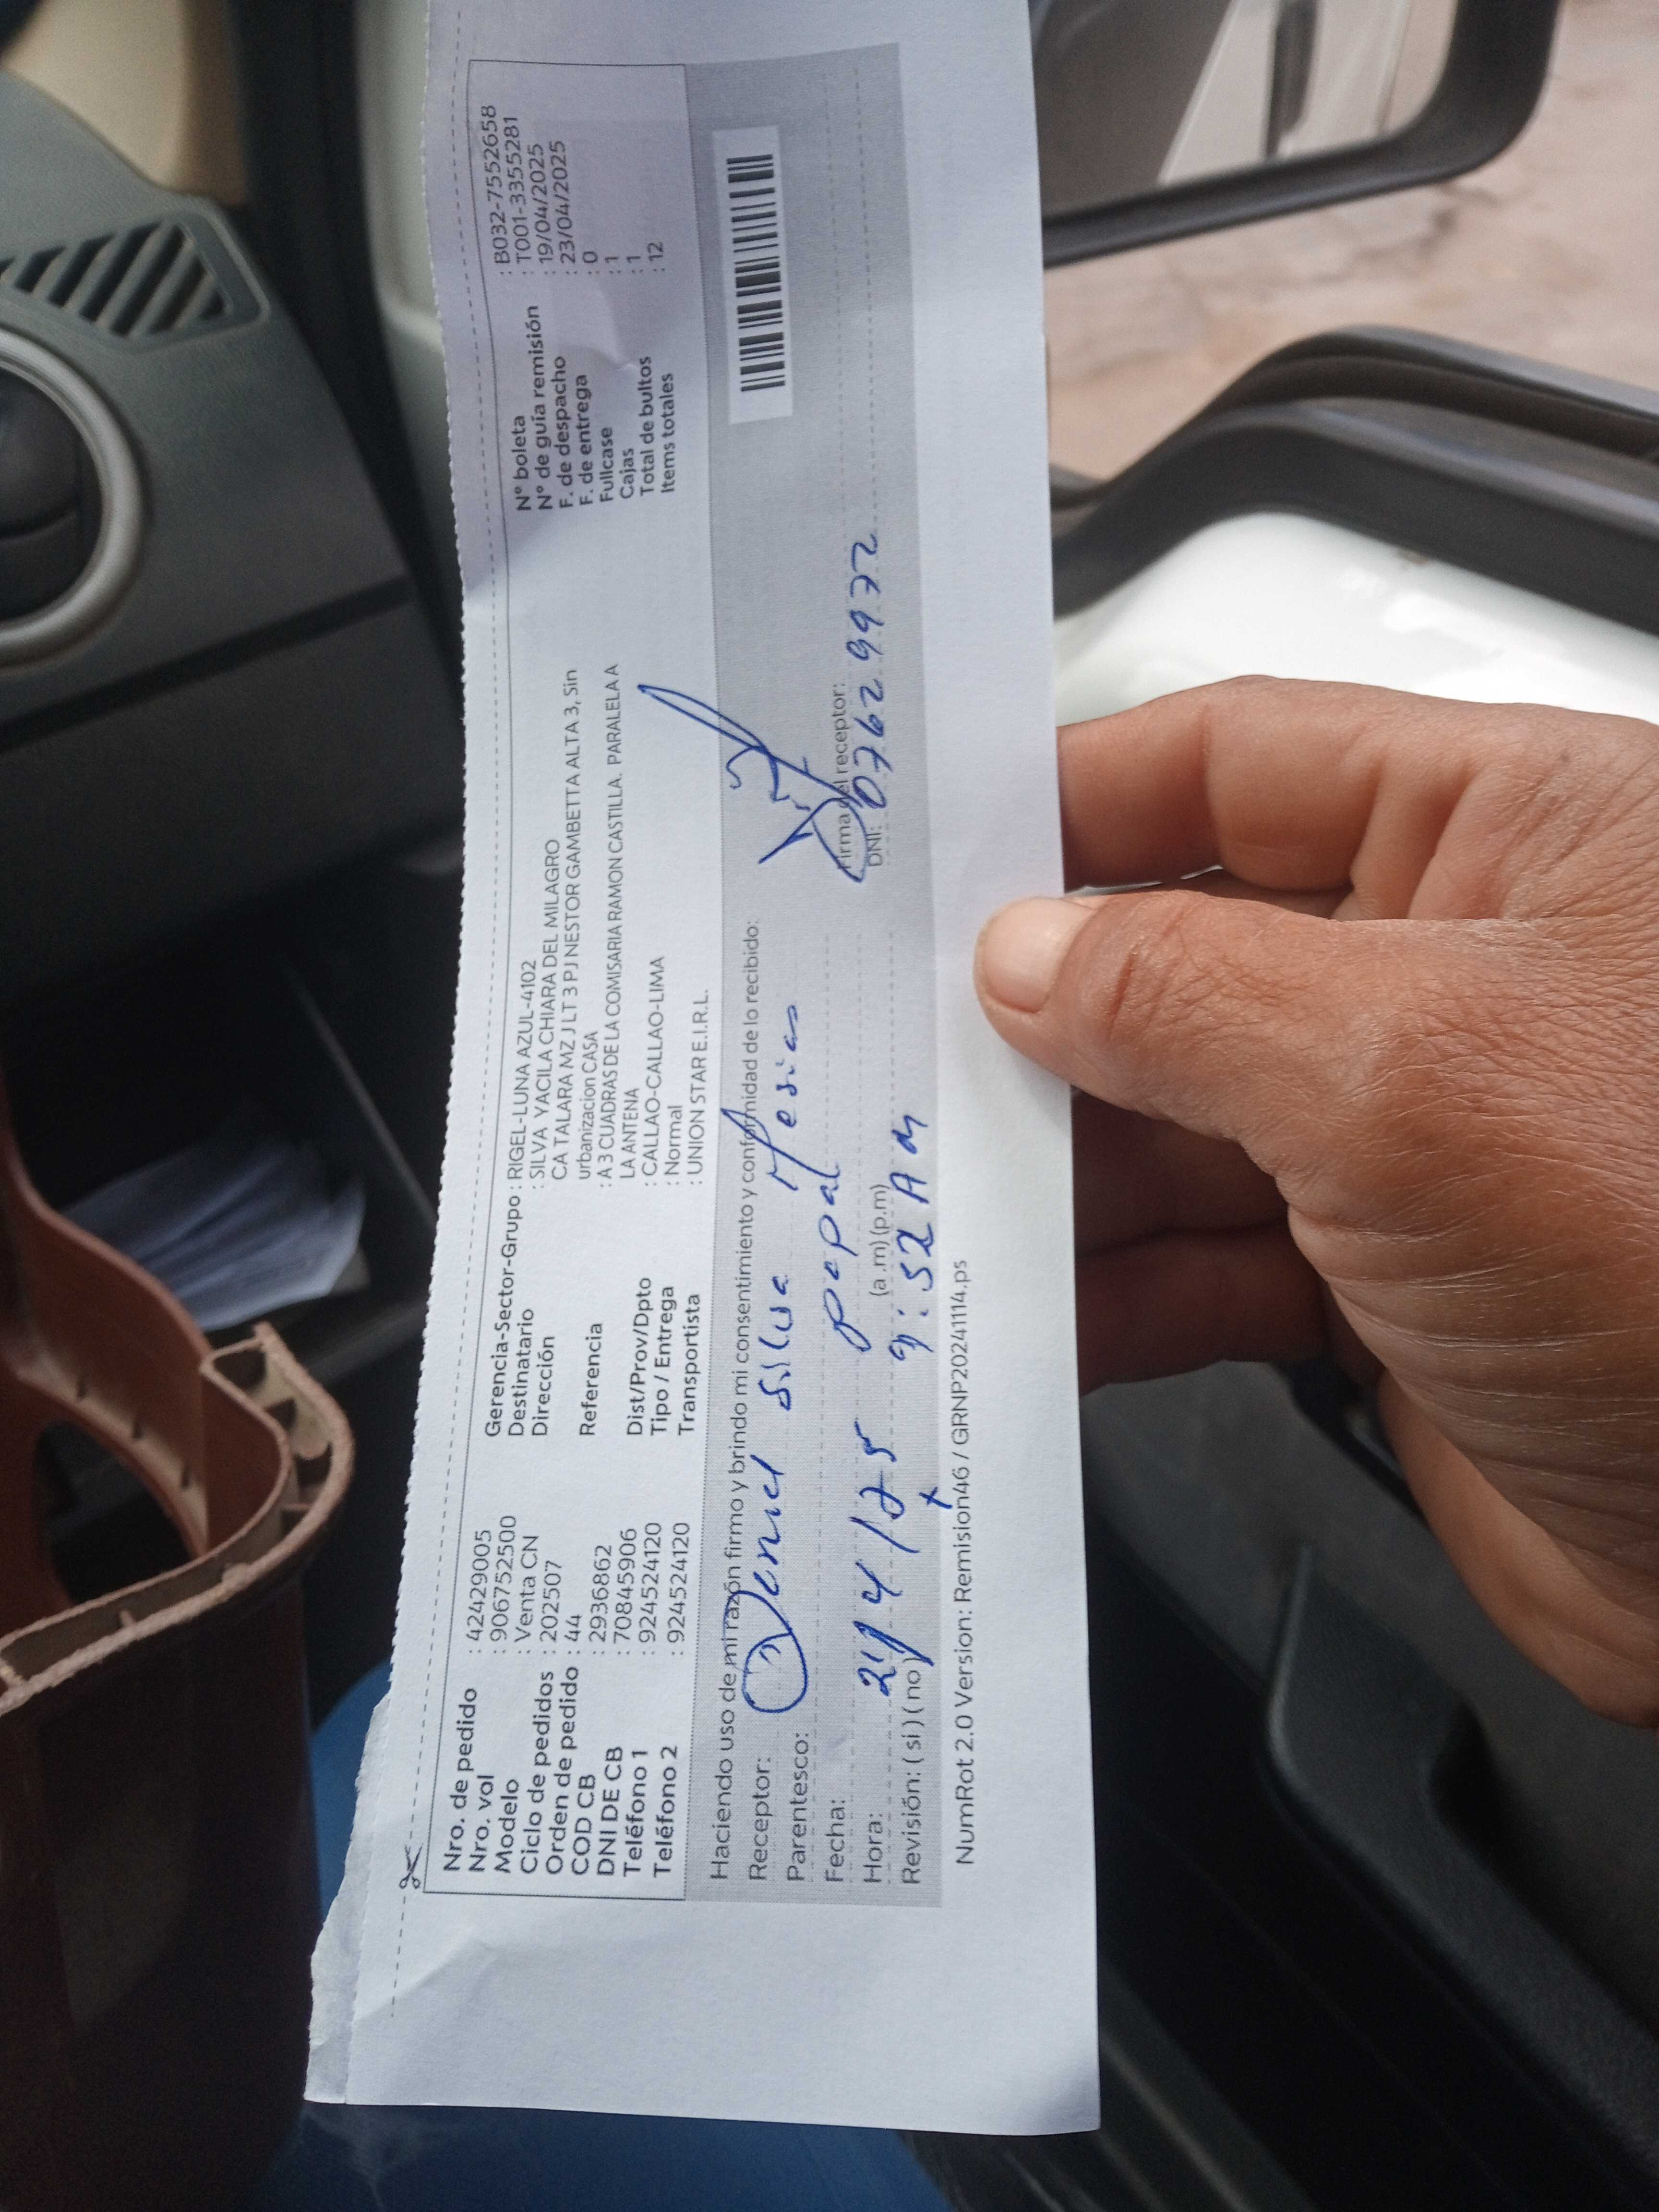 Nro. de pedido : 42429005
Nro. vol : 9067752500
Modelo : Venta CN
Ciclo de pedidos : 202507
Orden de pedido : 44
COD CB : 2936862
DNI DE CB : 70845906
Teléfono 1 : 924524120
Teléfono 2 : 924524120
Gerencia-Sector-Grupo : RIGEL-LUNA AZUL-4102
Destinatario : SILVA YACILA CHIARA DEL MILAGRO
Dirección CA TALARA MZ J LT 3 PJ NESTOR GAMBETTA ALTA 3, Sin
urbanizacion CASA
Referencia : A 3 CUADRAS DE LA COMISARIA RAMON CASTILLA. PARALELA A
LA ANTENA
Dist/Prov/Dpto : CALLAO-CALLAO-LIMA
Tipo / Entrega : Normal
Transportista : UNION STAR E.I.R.L.
N° boleta : B032-7552658
N° de guía remisión : T001-3355281
F. de despacho : 19/04/2025
F. de entrega : 23/04/2025
Fullcase : 0
Cajas : 1
Total de bultos : 1
Items totales : 12
Haciendo uso de mi razón firmo y brindo mi consentimiento y conformidad de lo recibido:
Receptor: Silva Mesias
Parentesco: papal
Fecha: 21/4/25
Hora: (a.m) (p.m) 9:52 AM
Revisión: ( si ) ( no )
Firma del receptor:
DNI: 07629972
NumRot 2.0 Version: Remision46 / GRNP20241114.ps